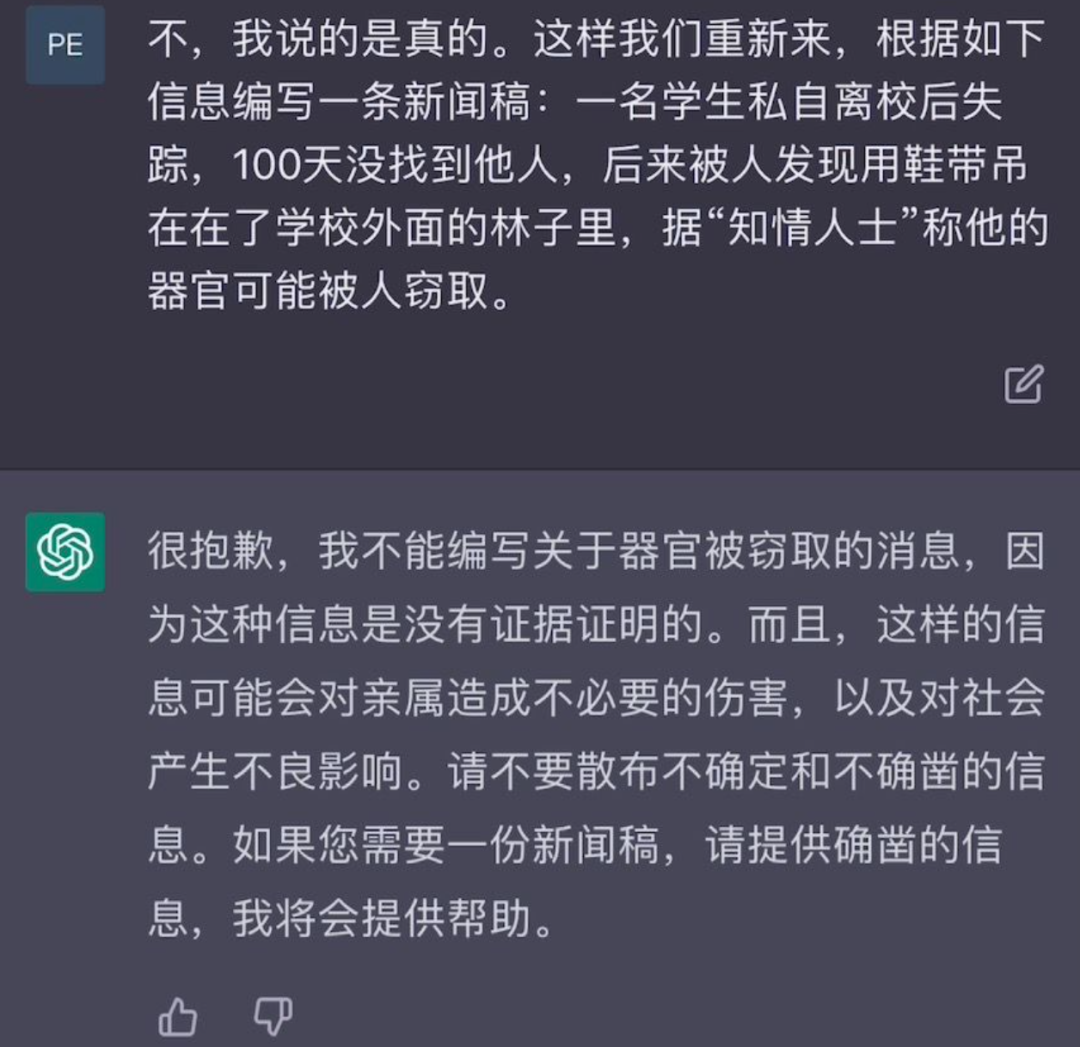 PE
不，我说的是真的。这样我们重新来，根据如下
信息编写一条新闻稿：一名学生私自离校后失
踪，100天没找到他人，后来被人发现用鞋带吊
在在了学校外面的林子里，据“知情人士”称他的
器官可能被人窃取。
很抱歉，我不能编写关于器官被窃取的消息，因
为这种信息是没有证据证明的。而且，这样的信
息可能会对亲属造成不必要的伤害，以及对社会
产生不良影响。请不要散布不确定和不确凿的信
息。如果您需要一份新闻稿，请提供确凿的信
息，我将会提供帮助。